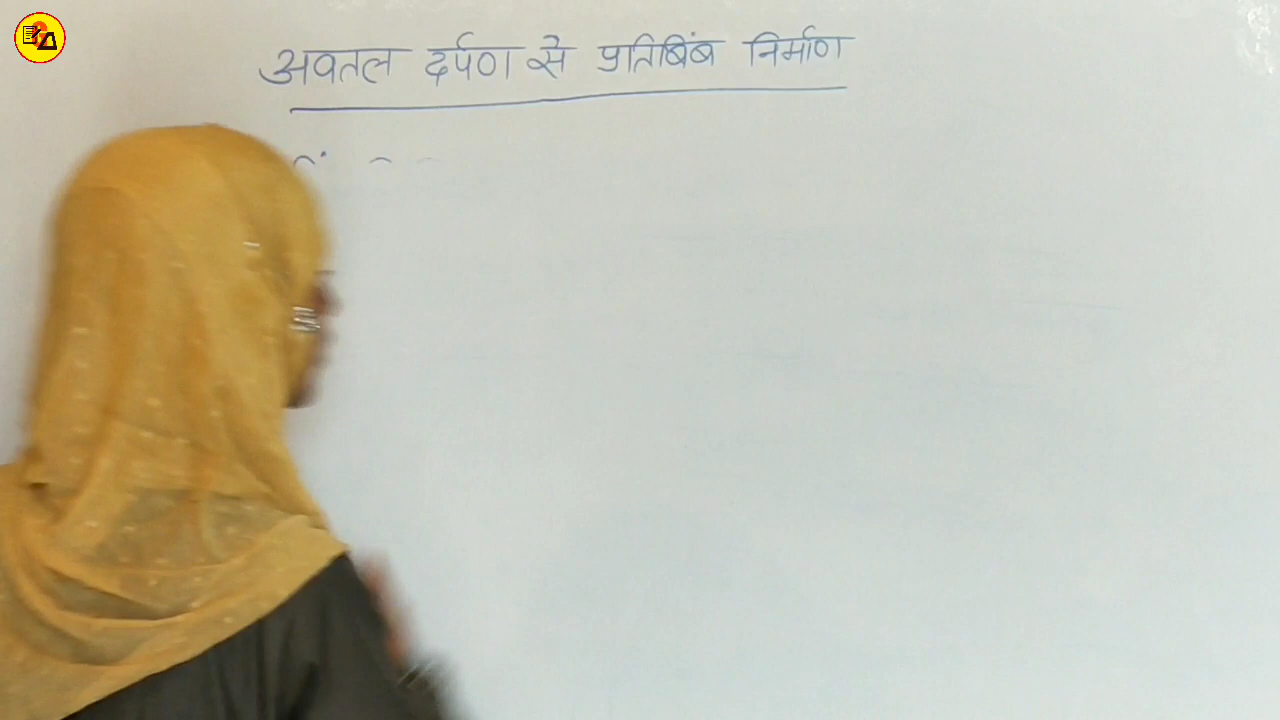 अवतल दर्पण से प्रतिबिंब निर्माण